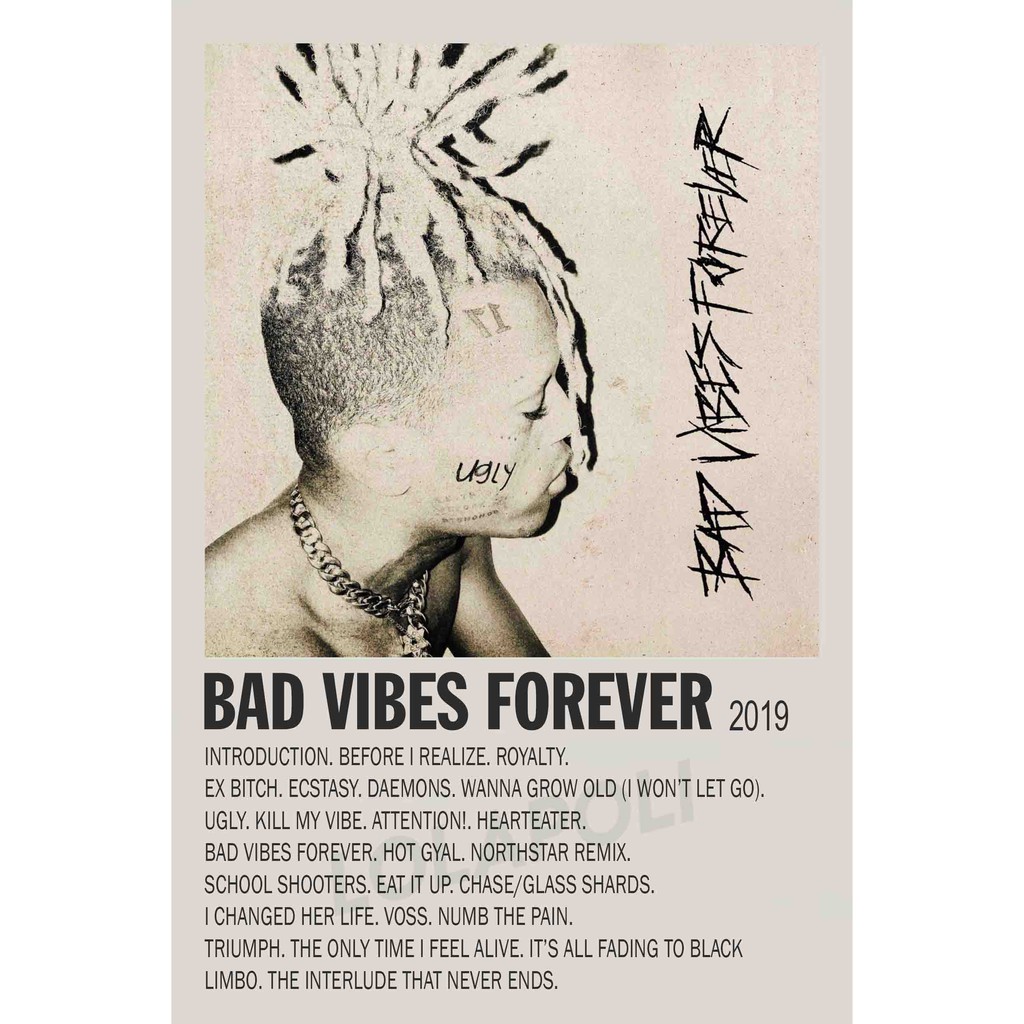 17
UGLY
BAD VIBES FOREVER
BAD VIBES FOREVER 2019
INTRODUCTION. BEFORE I REALIZE. ROYALTY.
EX BITCH. ECSTASY. DAEMONS. WANNA GROW OLD (I WON'T LET GO).
UGLY. KILL MY VIBE. ATTENTION!. HEARTEATER.
BAD VIBES FOREVER. HOT GYAL. NORTHSTAR REMIX.
SCHOOL SHOOTERS. EAT IT UP. CHASE/GLASS SHARDS.
I CHANGED HER LIFE. VOSS. NUMB THE PAIN.
TRIUMPH. THE ONLY TIME I FEEL ALIVE. IT'S ALL FADING TO BLACK
LIMBO. THE INTERLUDE THAT NEVER ENDS.
LOLAPOLI